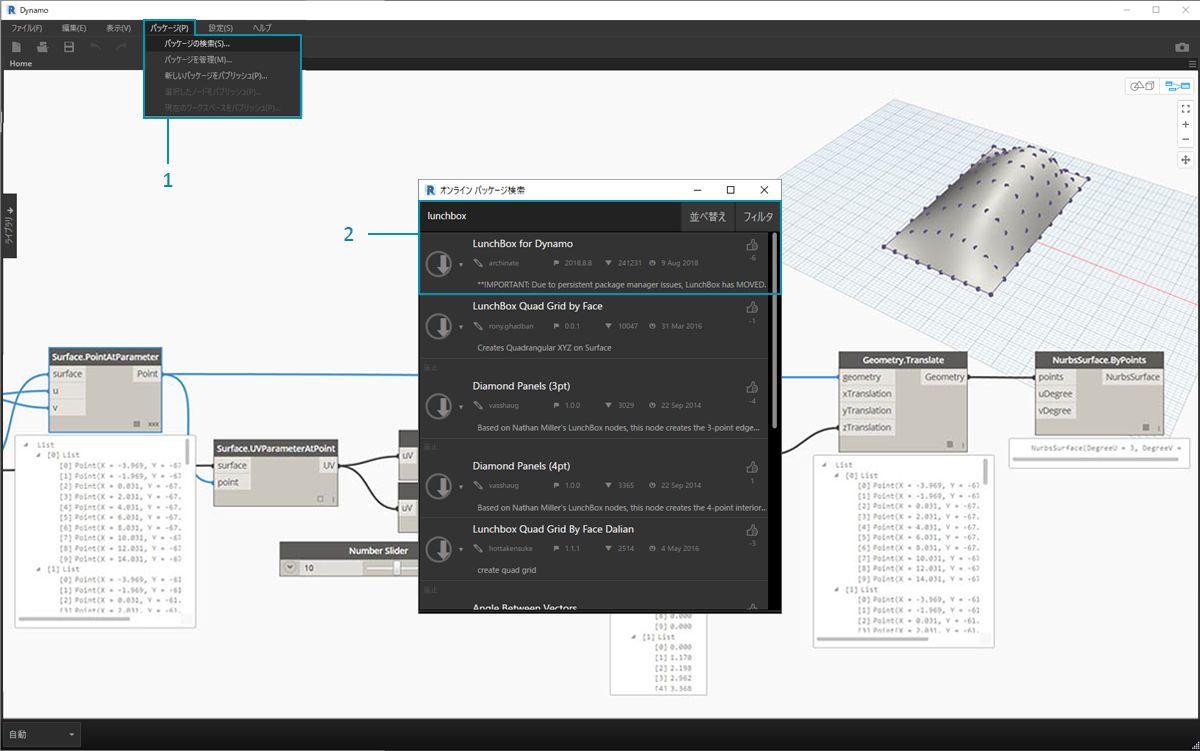 Dynamo
ファイル(F) 編集(E) 表示(V) パッケージ(P) 設定(S) ヘルプ
パッケージの検索(S)...
パッケージを管理(M)...
新しいパッケージをパブリッシュ(P)...
選択したノードをパブリッシュ(P)...
現在のワークスペースをパブリッシュ(P)...
Home
1
ライブラリ
オンライン パッケージ検索
lunchbox 並べ替え フィルタ
2
LunchBox for Dynamo
-6
archinate 2018.8.8 241231 9 Aug 2018
**IMPORTANT: Due to persistent package manager issues, LunchBox has MOVED.
LunchBox Quad Grid by Face
-1
rony.ghadban 0.0.1 10047 31 Mar 2016
Creates Quadrangular XYZ on Surface
廃止
Diamond Panels (3pt)
-4
vasshaug 1.0.0 3029 22 Sep 2014
Based on Nathan Miller's LunchBox nodes, this node creates the 3-point edge...
廃止
Diamond Panels (4pt)
1
vasshaug 1.0.0 3365 22 Sep 2014
Based on Nathan Miller's LunchBox nodes, this node creates the 4-point interior...
Lunchbox Quad Grid By Face Dalian
-3
hottakensuke 1.1.1 2514 4 May 2016
create quad grid
廃止
Angle Between Vectors
Surface.PointAtParameter
surface Point
u
v
xxx
List
[0] List
[0] Point(X = -3.969, Y = -67
[1] Point(X = -1.969, Y = -67
[2] Point(X = 0.031, Y = -67.
[3] Point(X = 2.031, Y = -67.
[4] Point(X = 4.031, Y = -67.
[5] Point(X = 6.031, Y = -67.
[6] Point(X = 8.031, Y = -67.
[7] Point(X = 10.031, Y = -67
[8] Point(X = 12.031, Y = -67
[9] Point(X = 14.031, Y = -67
[1] List
[0] Point(X = -3.969, Y = -61
[1] Point(X = -1.969, Y = -61
[2] Point(X = 0.031, Y = -61.
[3] Point(X = 2.031, Y = -61.
Surface.UVParameterAtPoint
surface UV
point
UV
UV
Number Slider
10
[8] 0.000
[9] 0.000
[1] List
[0] 0.000
[1] 1.170
[2] 2.198
[3] 2.962
[4] 3.368
Geometry.Translate
geometry Geometry
xTranslation
yTranslation
zTranslation
List
[0] List
[0] Point(X = -3.969, Y = -67
[1] Point(X = -1.969, Y = -67
[2] Point(X = 0.031, Y = -67.
[3] Point(X = 2.031, Y = -67.
[4] Point(X = 4.031, Y = -67.
[5] Point(X = 6.031, Y = -67.
[6] Point(X = 8.031, Y = -67.
[7] Point(X = 10.031, Y = -67
[8] Point(X = 12.031, Y = -67
[9] Point(X = 14.031, Y = -67
[1] List
[0] Point(X = -3.969, Y = -61
[1] Point(X = -1.969, Y = -61
[2] Point(X = 0.031, Y = -61.
[3] Point(X = 2.031, Y = -61.
NurbsSurface.ByPoints
points NurbsSurface
uDegree
vDegree
NurbsSurface(DegreeU = 3, DegreeV =
自動